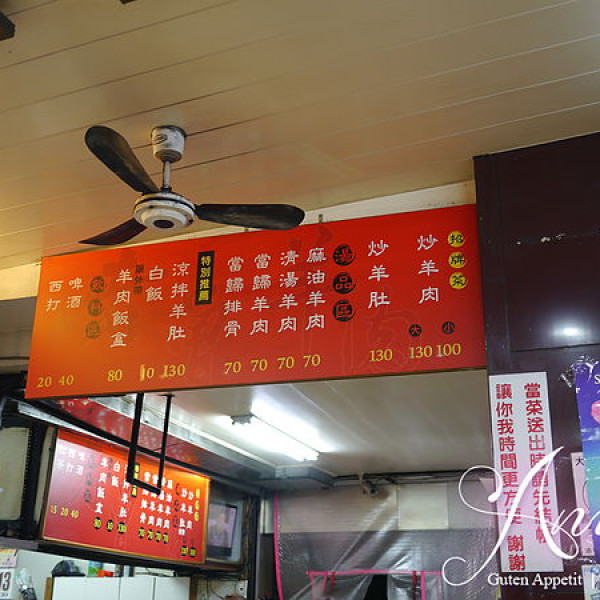 招牌菜
炒羊肉
大 130
小 100
炒羊肚
130
湯品區
麻油羊肉
70
清湯羊肉
70
當歸羊肉
70
當歸排骨
70
特別推薦
涼拌羊肚
130
白飯
10
羊肉飯盒
80
飲料區
啤酒
40
西打
20
當菜送出時請先結帳
讓你我時間更方便 謝謝
Guten Appetit